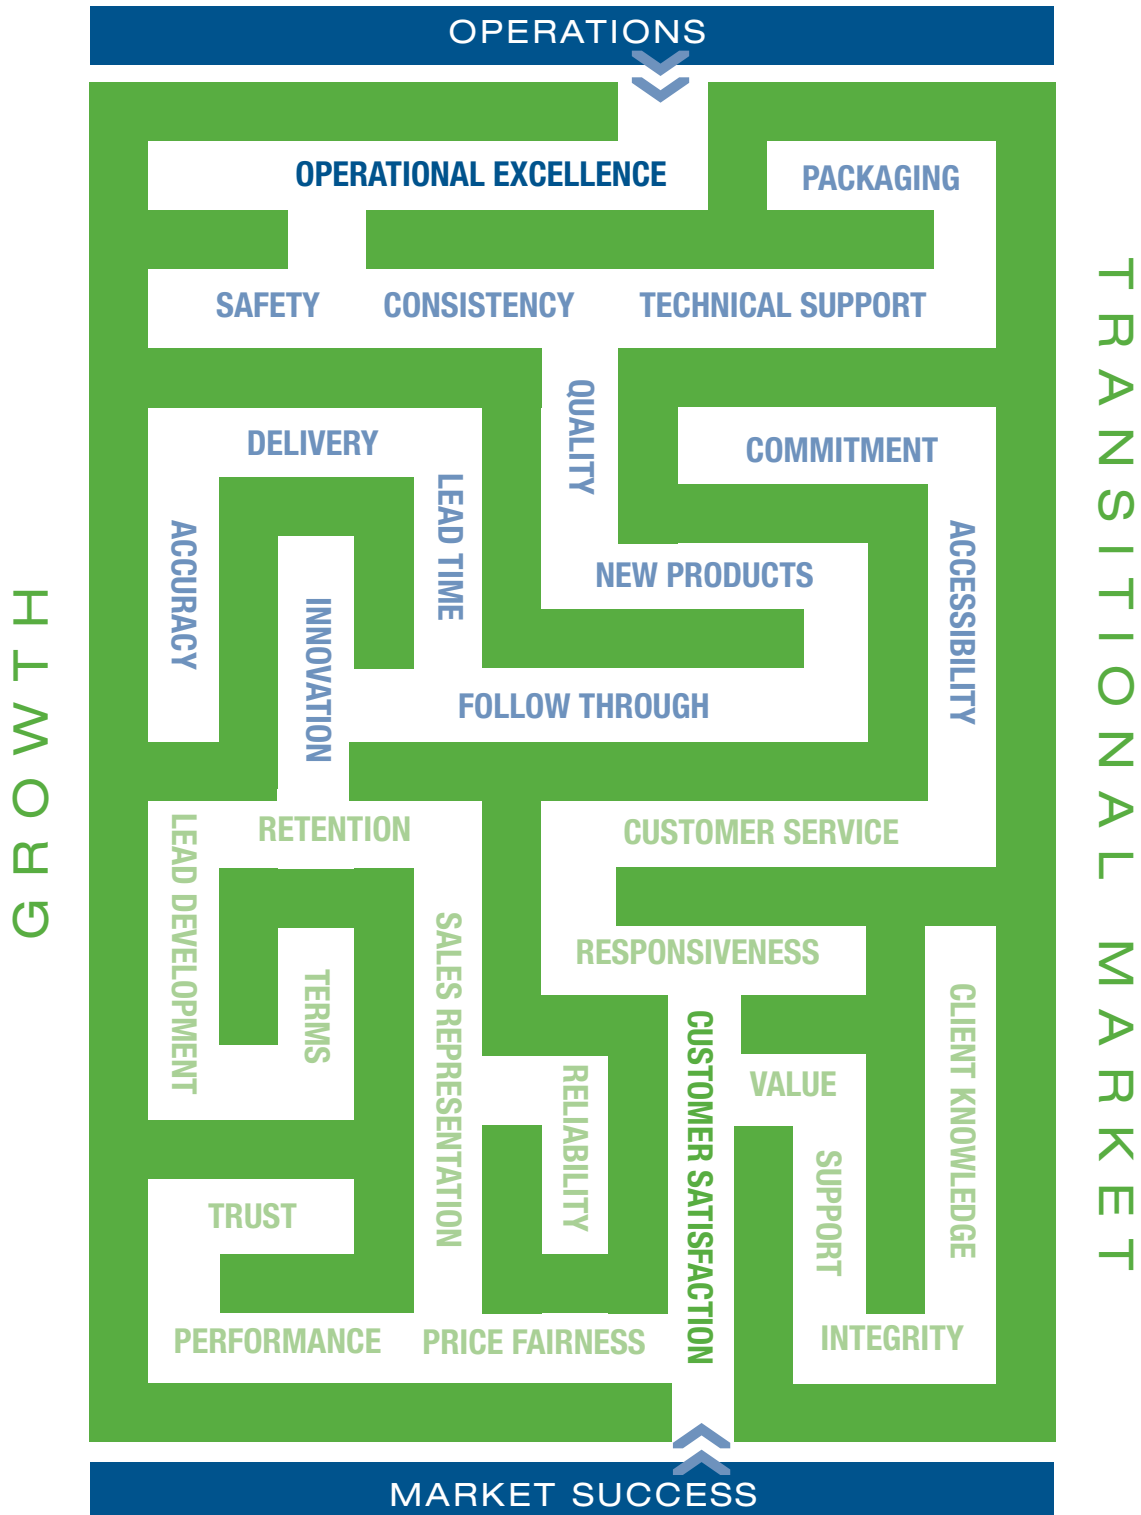 OPERATIONS
OPERATIONAL EXCELLENCE
PACKAGING
SAFETY
CONSISTENCY
TECHNICAL SUPPORT
QUALITY
DELIVERY
COMMITMENT
LEAD TIME
ACCURACY
ACCESSIBILITY
NEW PRODUCTS
INNOVATION
FOLLOW THROUGH
GROWTH
TRANSITIONAL MARKET
LEAD DEVELOPMENT
RETENTION
CUSTOMER SERVICE
SALES REPRESENTATION
RESPONSIVENESS
TERMS
CUSTOMER SATISFACTION
CLIENT KNOWLEDGE
RELIABILITY
VALUE
SUPPORT
TRUST
PERFORMANCE
PRICE FAIRNESS
INTEGRITY
MARKET SUCCESS